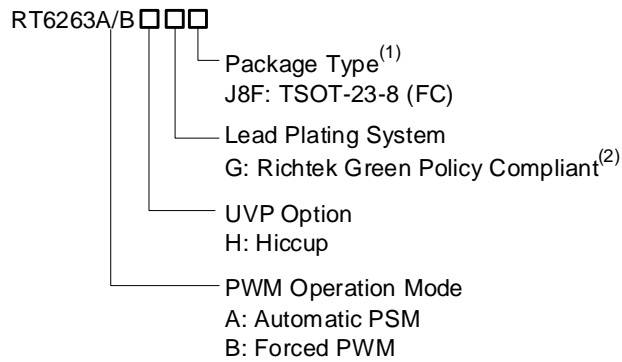 RT6263A/B□□□
Package Type(1)
J8F: TSOT-23-8 (FC)
Lead Plating System
G: Richtek Green Policy Compliant(2)
UVP Option
H: Hiccup
PWM Operation Mode
A: Automatic PSM
B: Forced PWM